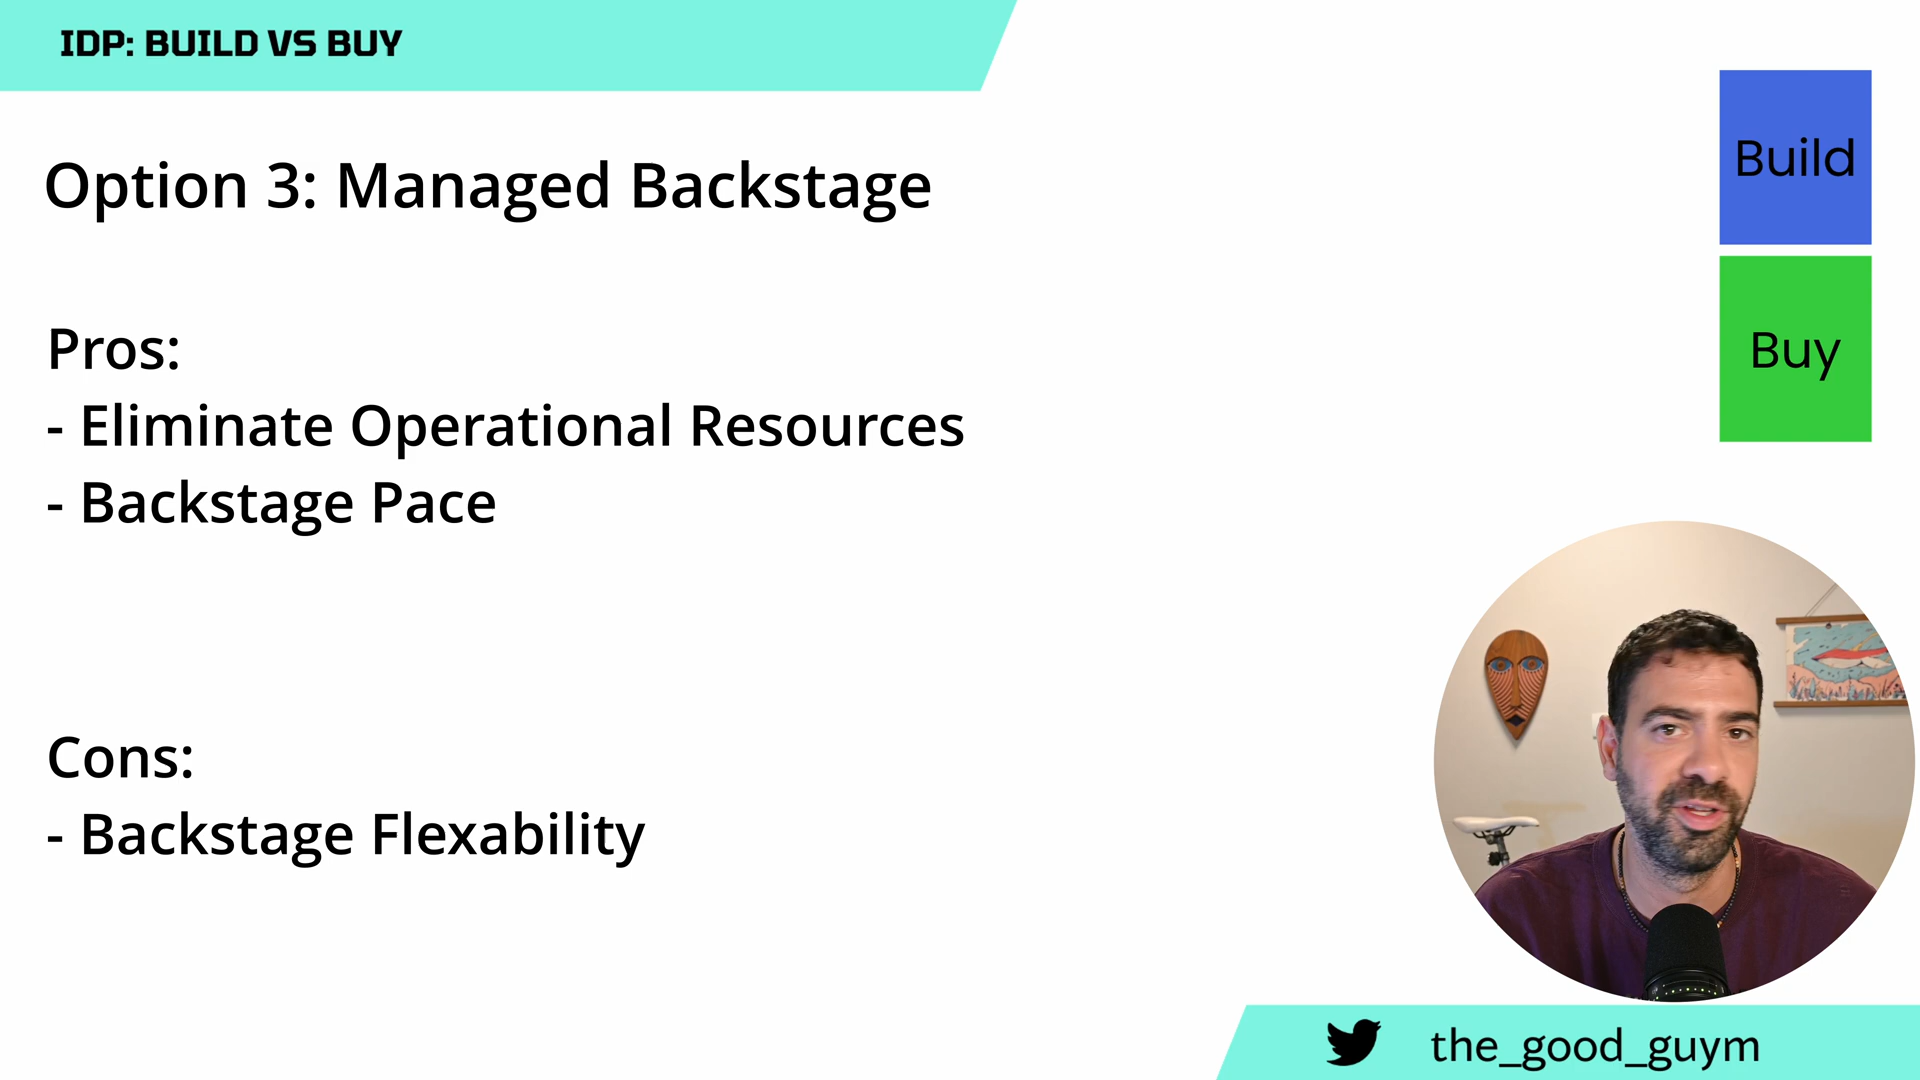 IDP: BUILD VS BUY
Option 3: Managed Backstage
Pros:
- Eliminate Operational Resources
- Backstage Pace
Cons:
- Backstage Flexability
Build
Buy
the_good_guym